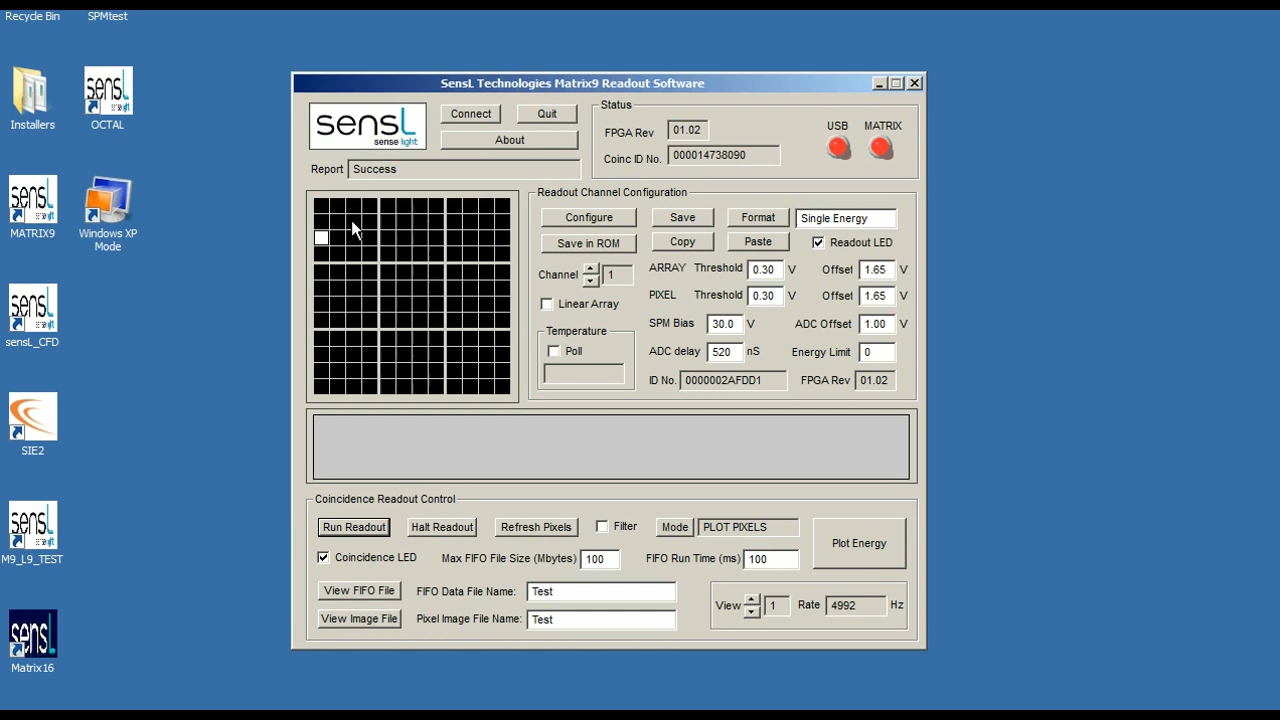 Recycle Bin
SPMtest
Installers
sensL
sense light
OCTAL
sensL
MATRIX9
Windows XP
Mode
sensL
sensL_CFD
SIE2
sensL
M9_L9_TEST
sensL
Matrix16
SensL Technologies Matrix9 Readout Software
sensL
sense light
Connect
Quit
About
Report
Success
Status
FPGA Rev
01.02
Coinc ID No.
000014738090
USB
MATRIX
Readout Channel Configuration
Configure
Save
Format
Single Energy
Save in ROM
Copy
Paste
Readout LED
Channel
1
ARRAY Threshold 0.30 V Offset 1.65 V
Linear Array
PIXEL Threshold 0.30 V Offset 1.65 V
Temperature
Poll
SPM Bias 30.0 V ADC Offset 1.00 V
ADC delay 520 nS Energy Limit 0
ID No. 0000002AFDD1 FPGA Rev 01.02
Coincidence Readout Control
Run Readout
Halt Readout
Refresh Pixels
Filter
Mode
PLOT PIXELS
Plot Energy
Coincidence LED
Max FIFO File Size (Mbytes) 100
FIFO Run Time (ms) 100
View FIFO File
FIFO Data File Name: Test
View Image File
Pixel Image File Name: Test
View 1 Rate 4992 Hz